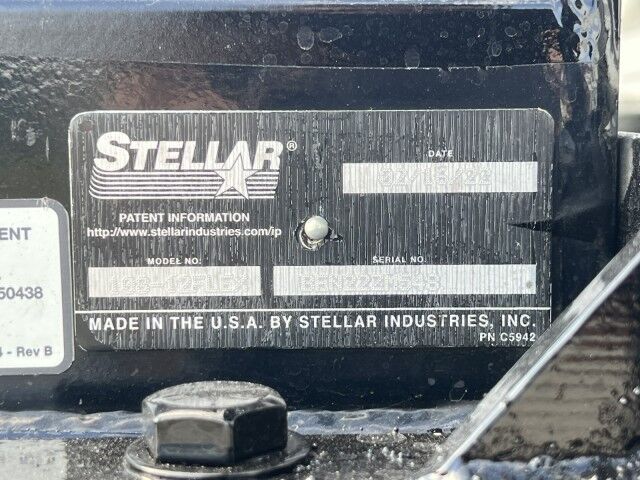 STELLAR®
DATE
PATENT INFORMATION
http://www.stellarindustries.com/ip
MODEL NO:
SERIAL NO.
MADE IN THE U.S.A. BY STELLAR INDUSTRIES, INC.
PN C5942
ENT
50438
- Rev B